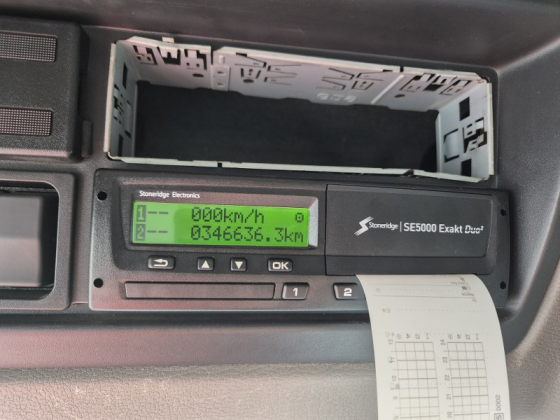 Stoneridge Electronics
1 -- 000km/h
2 -- 0346636.3km
Stoneridge | SE5000 Exakt Duo²
OK
1 2